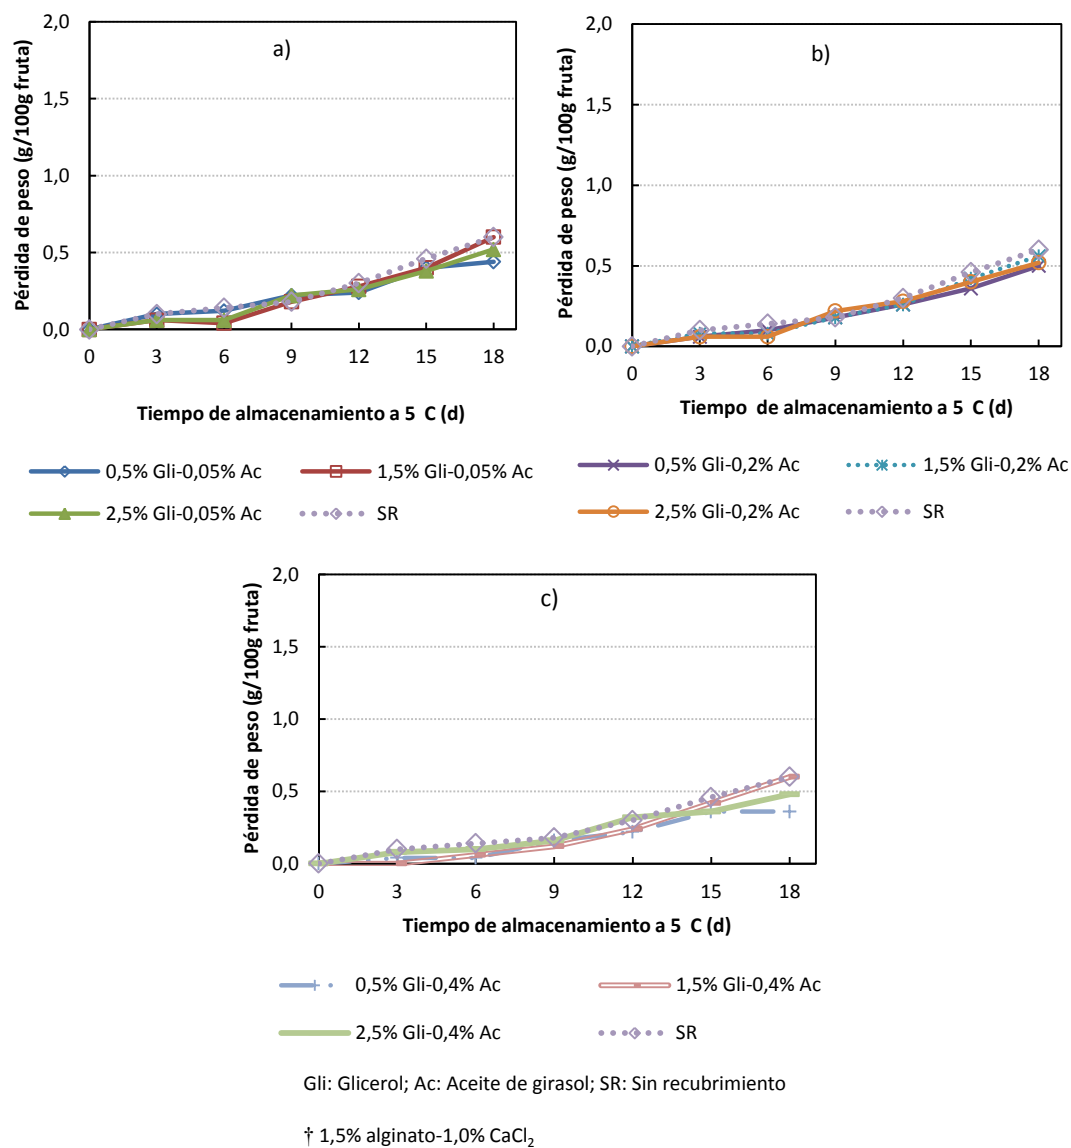 a)
Pérdida de peso (g/100g fruta)
2,0
1,5
1,0
0,5
0,0
0 3 6 9 12 15 18
Tiempo de almacenamiento a 5 C (d)
0,5% Gli-0,05% Ac 1,5% Gli-0,05% Ac
2,5% Gli-0,05% Ac SR
b)
Pérdida de peso (g/100g fruta)
2,0
1,5
1,0
0,5
0,0
0 3 6 9 12 15 18
Tiempo de almacenamiento a 5 C (d)
0,5% Gli-0,2% Ac 1,5% Gli-0,2% Ac
2,5% Gli-0,2% Ac SR
c)
Pérdida de peso (g/100g fruta)
2,0
1,5
1,0
0,5
0,0
0 3 6 9 12 15 18
Tiempo de almacenamiento a 5 C (d)
0,5% Gli-0,4% Ac 1,5% Gli-0,4% Ac
2,5% Gli-0,4% Ac SR
Gli: Glicerol; Ac: Aceite de girasol; SR: Sin recubrimiento
† 1,5% alginato-1,0% CaCl₂